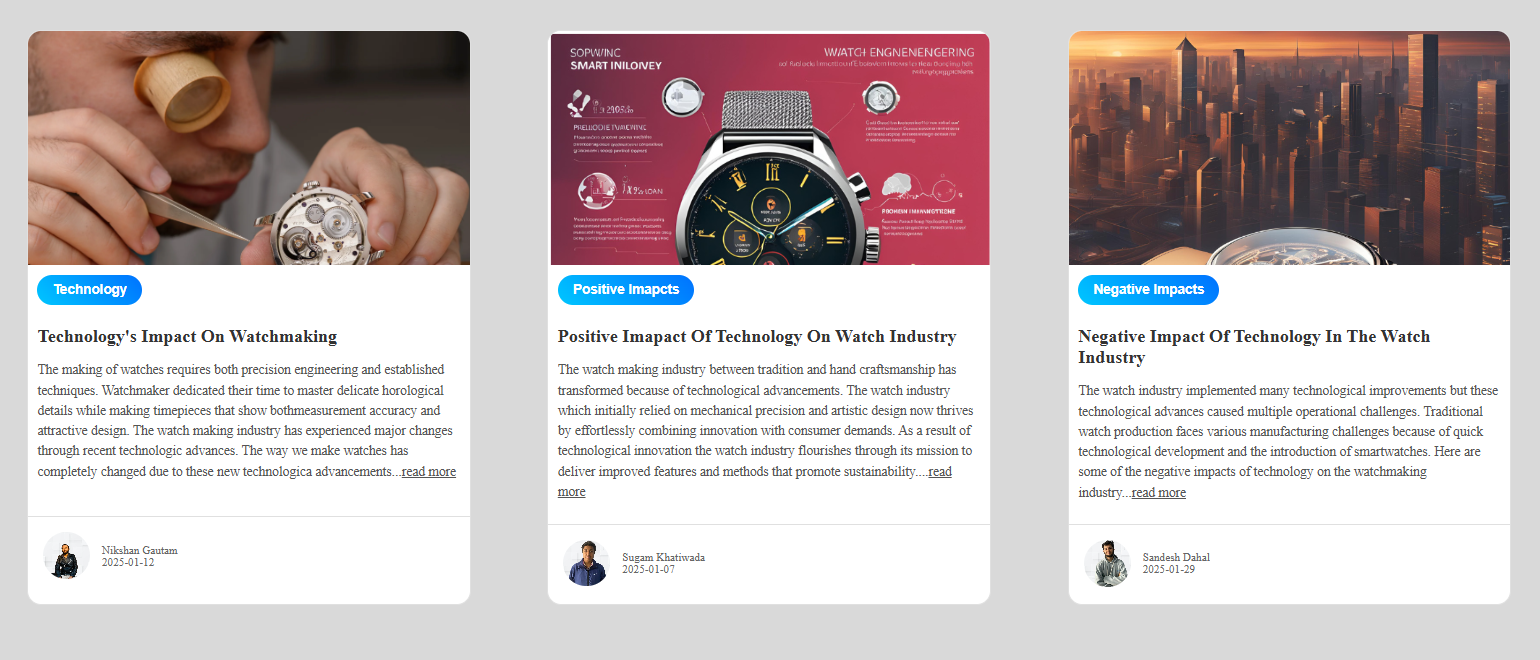 Technology
Technology's Impact On Watchmaking
The making of watches requires both precision engineering and established
techniques. Watchmaker dedicated their time to master delicate horological
details while making timepieces that show bothmeasurement accuracy and
attractive design. The watch making industry has experienced major changes
through recent technologic advances. The way we make watches has
completely changed due to these new technologica advancements...read more
Nikshan Gautam
2025-01-12
SOPW/INC
SMART INILOIVEY
WATCH ENGNENENGERING
Positive Imapcts
Positive Imapact Of Technology On Watch Industry
The watch making industry between tradition and hand craftsmanship has
transformed because of technological advancements. The watch industry
which initially relied on mechanical precision and artistic design now thrives
by effortlessly combining innovation with consumer demands. As a result of
technological innovation the watch industry flourishes through its mission to
deliver improved features and methods that promote sustainability....read
more
Sugam Khatiwada
2025-01-07
Negative Impacts
Negative Impact Of Technology In The Watch
Industry
The watch industry implemented many technological improvements but these
technological advances caused multiple operational challenges. Traditional
watch production faces various manufacturing challenges because of quick
technological development and the introduction of smartwatches. Here are
some of the negative impacts of technology on the watchmaking
industry...read more
Sandesh Dahal
2025-01-29